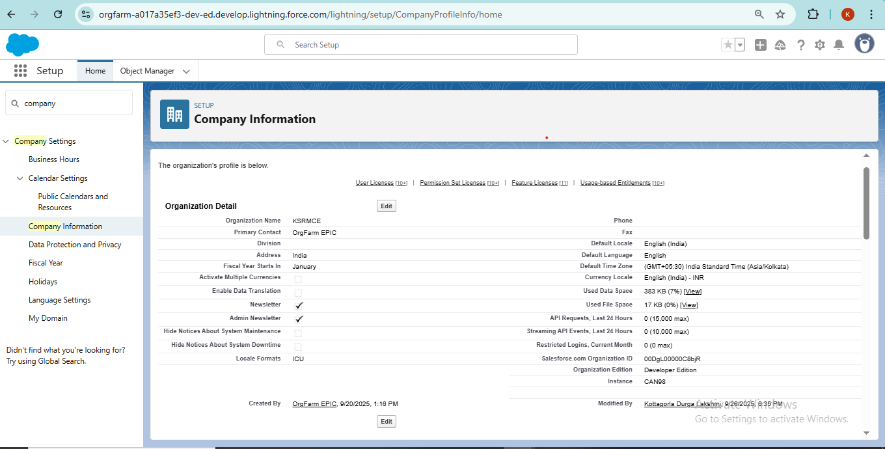 orgfarm-a017a35ef3-dev-ed.develop.lightning.force.com/lightning/setup/CompanyProfileInfo/home
K
Search Setup
Setup
Home
Object Manager
company
Company Settings
Business Hours
Calendar Settings
Public Calendars and
Resources
Company Information
Data Protection and Privacy
Fiscal Year
Holidays
Language Settings
My Domain
Didn't find what you're looking for?
Try using Global Search.
SETUP
Company Information
The organization's profile is below.
User Licenses [10+] | Permission Set Licenses [10+] | Feature Licenses [11] | Usage-based Entitlements [10+]
Organization Detail Edit
Organization Name KSRMCE Phone
Primary Contact OrgFarm EPIC Fax
Division Default Locale English (India)
Address India Default Language English
Fiscal Year Starts In January Default Time Zone (GMT+05:30) India Standard Time (Asia/Kolkata)
Activate Multiple Currencies Currency Locale English (India) - INR
Enable Data Translation Used Data Space 383 KB (7%) [View]
Newsletter Used File Space 17 KB (0%) [View]
Admin Newsletter API Requests, Last 24 Hours 0 (15,000 max)
Hide Notices About System Maintenance Streaming API Events, Last 24 Hours 0 (10,000 max)
Hide Notices About System Downtime Restricted Logins, Current Month 0 (0 max)
Locale Formats ICU Salesforce.com Organization ID 00DgL00000C8bjR
Organization Edition Developer Edition
Instance CAN98
Created By OrgFarm EPIC, 9/20/2025, 1:16 PM Modified By Kottagorla Durga Lakshmi, 9/26/2025, 6:35 PM
Edit
Activate Windows
Go to Settings to activate Windows.